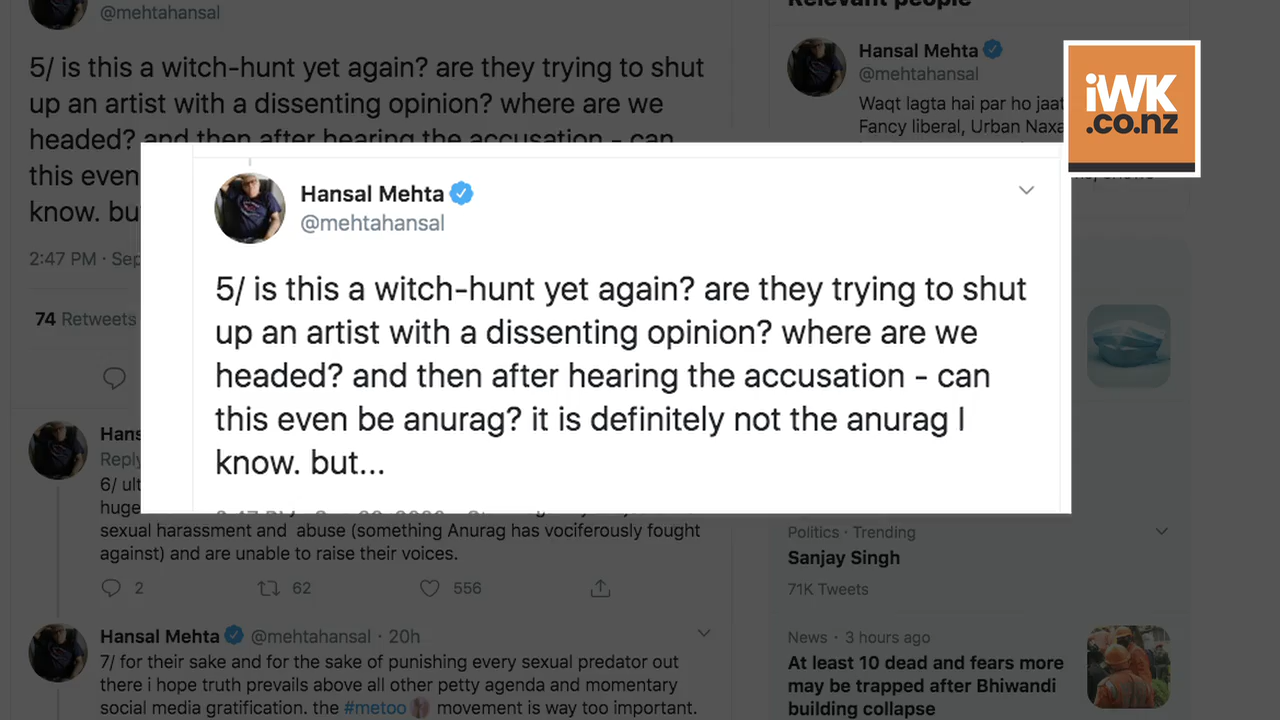 @mehtahansal
5/ is this a witch-hunt yet again? are they trying to shut
up an artist with a dissenting opinion? where are we
headed? and then after hearing the accusation - can
this even
know. bu
2:47 PM · Sep
74 Retweets
Hans
Reply
6/ ult
huge
sexual harassment and abuse (something Anurag has vociferously fought
against) and are unable to raise their voices.
2 62 556
Hansal Mehta @mehtahansal · 20h
7/ for their sake and for the sake of punishing every sexual predator out
there i hope truth prevails above all other petty agenda and momentary
social media gratification. the #metoo movement is way too important.
Hansal Mehta
@mehtahansal
5/ is this a witch-hunt yet again? are they trying to shut
up an artist with a dissenting opinion? where are we
headed? and then after hearing the accusation - can
this even be anurag? it is definitely not the anurag I
know. but...
Relevant people
Hansal Mehta
@mehtahansal
Waqt lagta hai par ho jaat
Fancy liberal, Urban Naxa
iWK
.co.nz
Politics · Trending
Sanjay Singh
71K Tweets
News · 3 hours ago
At least 10 dead and fears more
may be trapped after Bhiwandi
building collapse